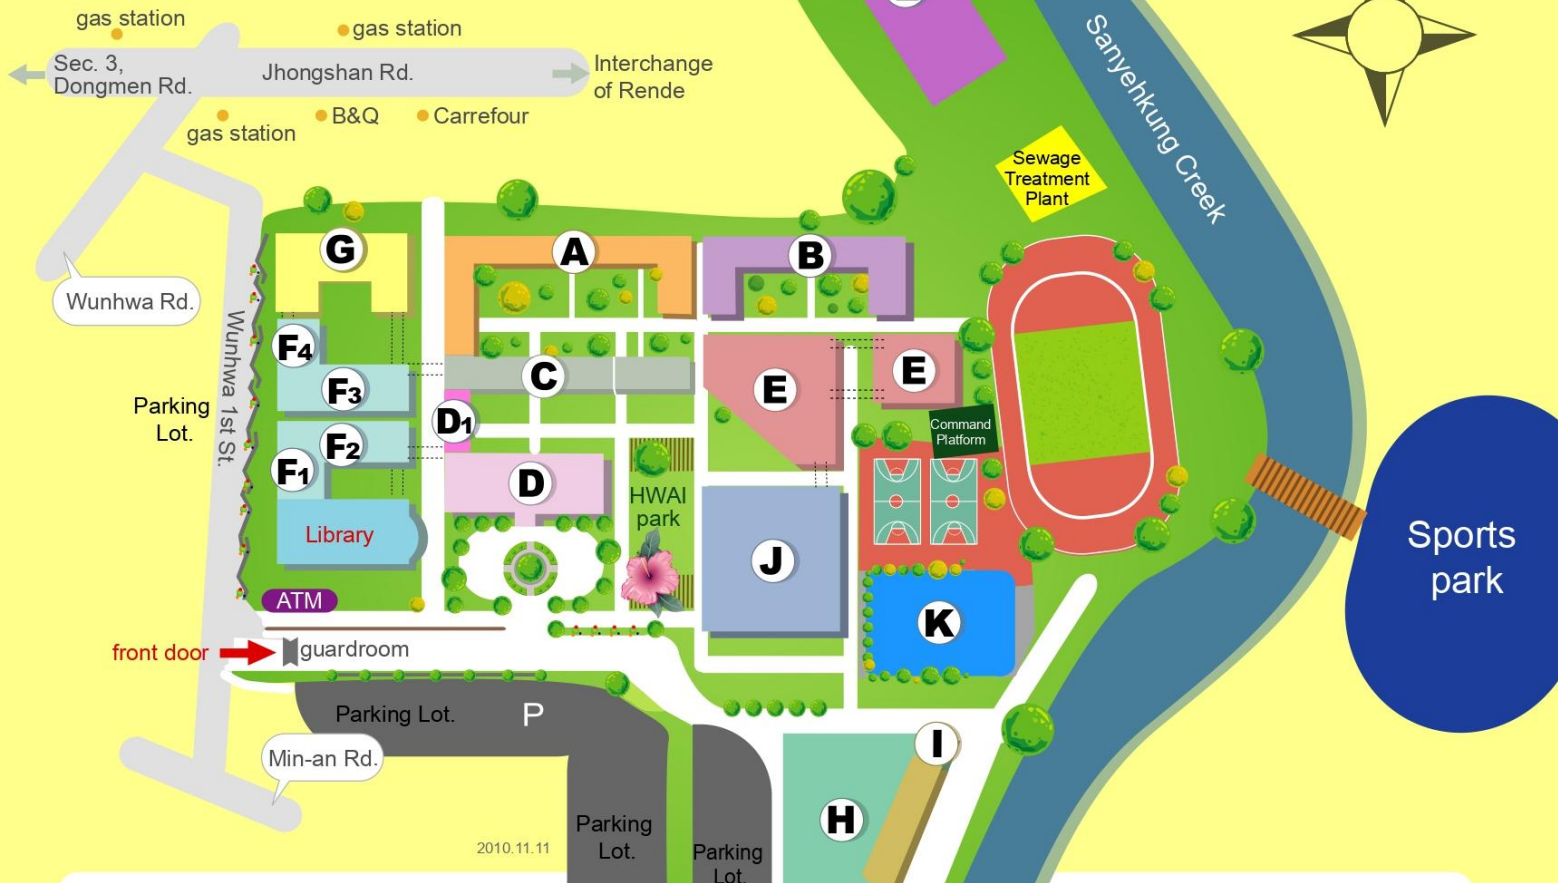 gas station
gas station
Sec. 3,
Dongmen Rd.
Jhongshan Rd.
Interchange
of Rende
gas station
B&Q
Carrefour
Sanyehkung Creek
Sewage
Treatment
Plant
Wunhwa Rd.
Wunhwa 1st St.
G
A
B
F4
F3
C
E
E
Parking
Lot.
D1
Command
Platform
F2
F1
D
HWAI
park
Library
J
Sports
park
ATM
K
front door
guardroom
Parking Lot.
P
Min-an Rd.
I
H
Parking
Lot.
Parking
Lot.
2010.11.11